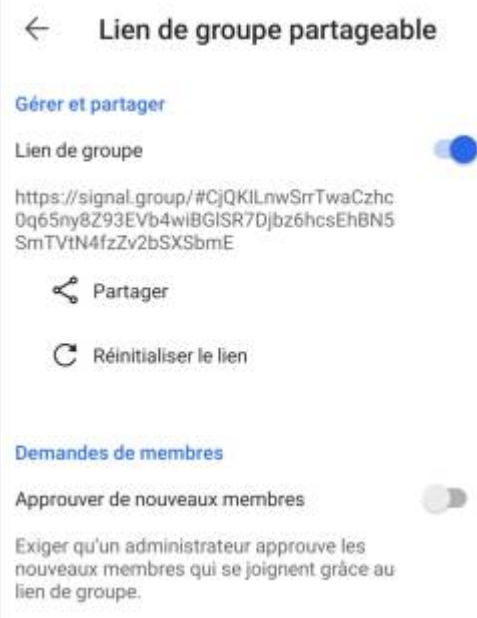 Lien de groupe partageable
Gérer et partager
Lien de groupe
https://signal.group/#CjQKILnwSrrTwaCzhc
0q65ny8Z93EVb4wiBGlSR7Djbz6hcsEhBN5
SmTVtN4fzZv2bSXSbmE
Partager
Réinitialiser le lien
Demandes de membres
Approuver de nouveaux membres
Exiger qu'un administrateur approuve les
nouveaux membres qui se joignent grâce au
lien de groupe.